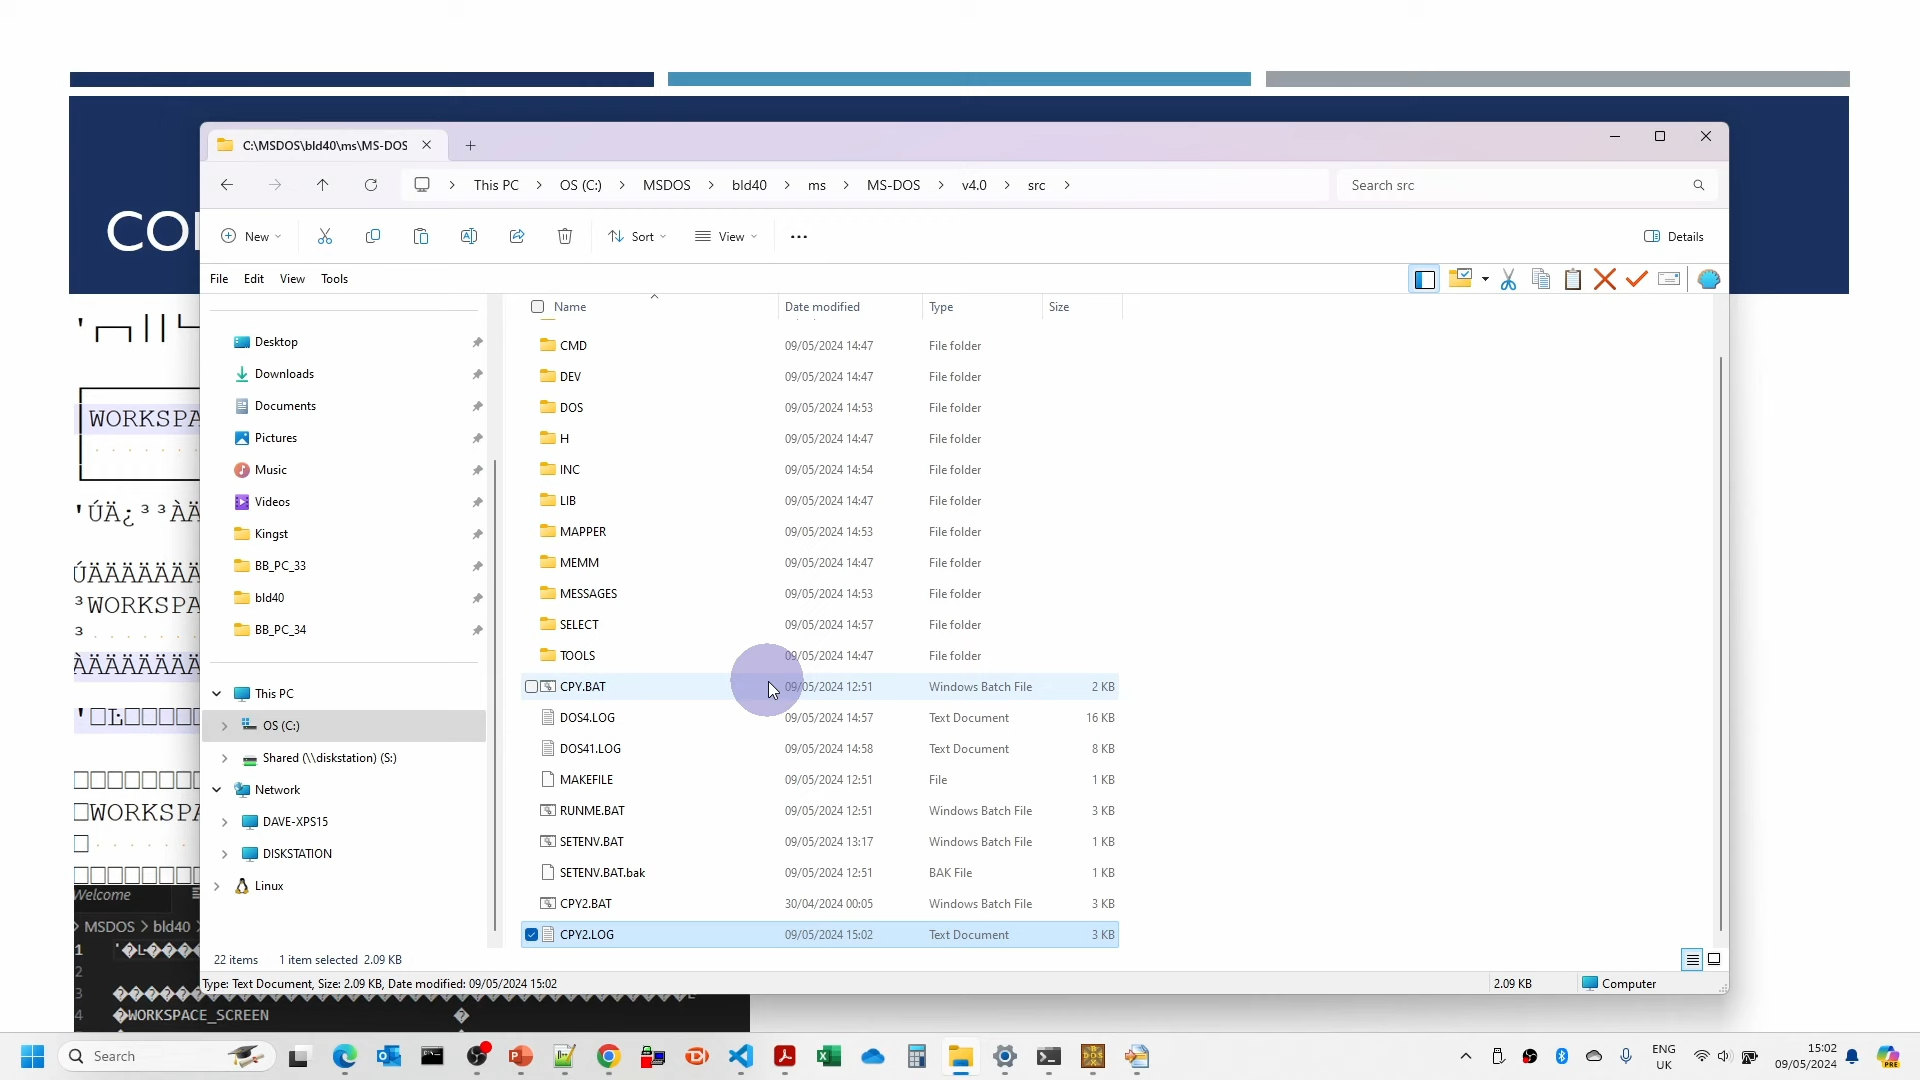 C:\MSDOS\bld40\ms\MS-DOS
This PC > OS (C:) > MSDOS > bld40 > ms > MS-DOS > v4.0 > src >
Search src
New
Sort
View
Details
File Edit View Tools
Name Date modified Type Size
Desktop
Downloads
Documents
Pictures
Music
Videos
Kingst
BB_PC_33
bld40
BB_PC_34
This PC
OS (C:)
Shared (\\diskstation) (S:)
Network
DAVE-XPS15
DISKSTATION
Linux
CMD 09/05/2024 14:47 File folder
DEV 09/05/2024 14:47 File folder
DOS 09/05/2024 14:53 File folder
H 09/05/2024 14:47 File folder
INC 09/05/2024 14:54 File folder
LIB 09/05/2024 14:47 File folder
MAPPER 09/05/2024 14:53 File folder
MEMM 09/05/2024 14:47 File folder
MESSAGES 09/05/2024 14:53 File folder
SELECT 09/05/2024 14:57 File folder
TOOLS 09/05/2024 14:47 File folder
CPY.BAT 09/05/2024 12:51 Windows Batch File 2 KB
DOS4.LOG 09/05/2024 14:57 Text Document 16 KB
DOS41.LOG 09/05/2024 14:58 Text Document 8 KB
MAKEFILE 09/05/2024 12:51 File 1 KB
RUNME.BAT 09/05/2024 12:51 Windows Batch File 3 KB
SETENV.BAT 09/05/2024 13:17 Windows Batch File 1 KB
SETENV.BAT.bak 09/05/2024 12:51 BAK File 1 KB
CPY2.BAT 30/04/2024 00:05 Windows Batch File 3 KB
CPY2.LOG 09/05/2024 15:02 Text Document 3 KB
22 items 1 item selected 2.09 KB
Type: Text Document, Size: 2.09 KB, Date modified: 09/05/2024 15:02
2.09 KB
Computer
WORKSPA
'ÚÄ¿³³ÀÄ
ÚÄÄÄÄÄÄÄ
³WORKSPA
³.......
ÀÄÄÄÄÄÄÄ
WORKSPA
Welcome
> MSDOS > bld40 >
1
2
3
4 WORKSPACE_SCREEN
Search
ENG
UK
15:02
09/05/2024